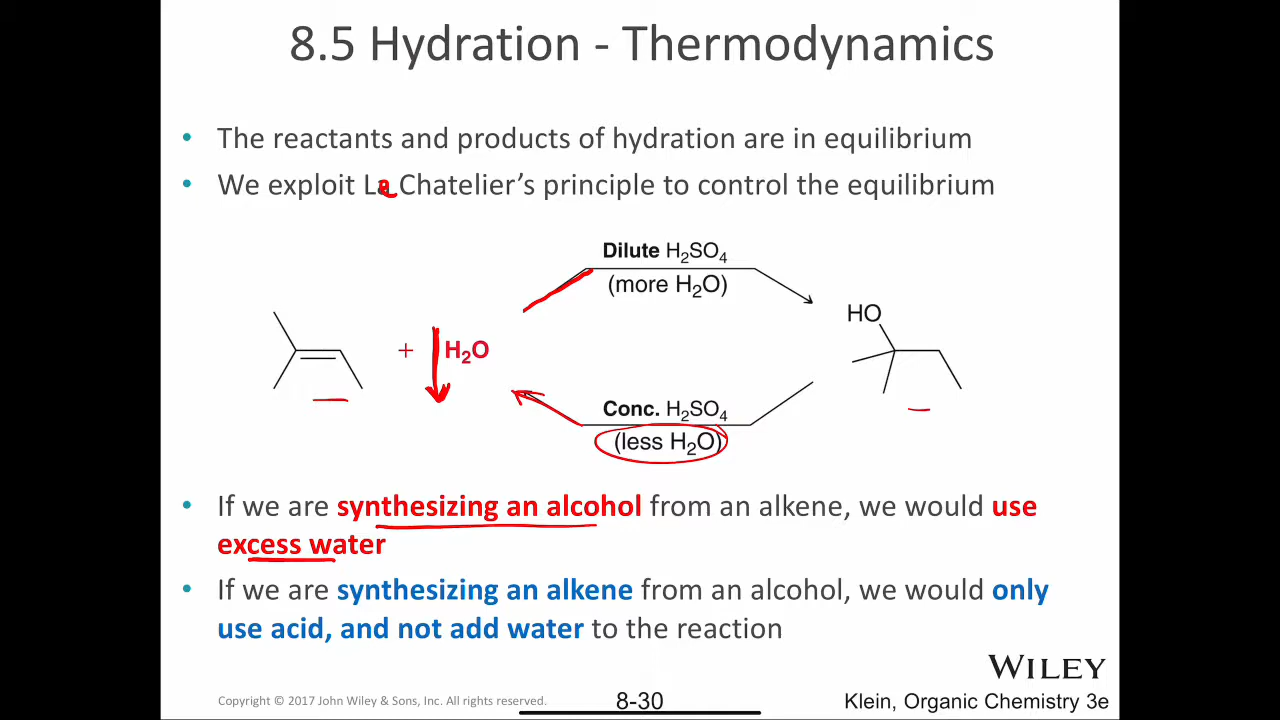 8.5 Hydration - Thermodynamics
• The reactants and products of hydration are in equilibrium
• We exploit Le Chatelier’s principle to control the equilibrium
Dilute H₂SO₄
(more H₂O)
HO
+ H₂O
Conc. H₂SO₄
(less H₂O)
• If we are synthesizing an alcohol from an alkene, we would use
excess water
• If we are synthesizing an alkene from an alcohol, we would only
use acid, and not add water to the reaction
WILEY
Copyright © 2017 John Wiley & Sons, Inc. All rights reserved.
8-30
Klein, Organic Chemistry 3e